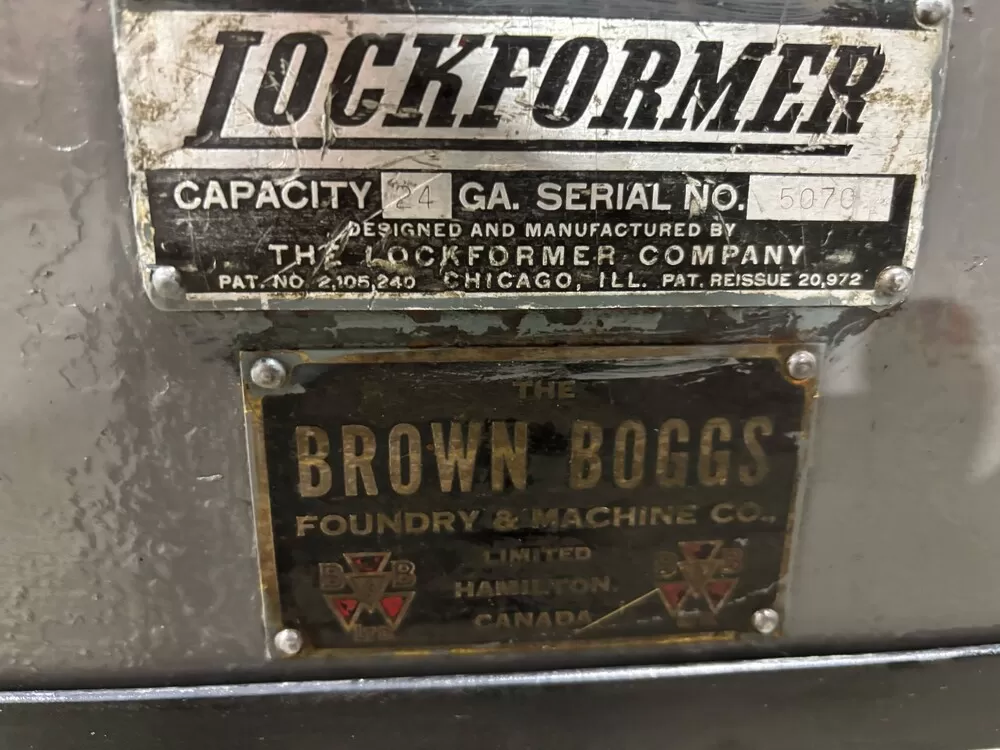 LOCKFORMER
CAPACITY 24 GA. SERIAL NO. 5070
DESIGNED AND MANUFACTURED BY
THE LOCKFORMER COMPANY
PAT. NO. 2,105,240 CHICAGO, ILL. PAT. REISSUE 20,972
THE
BROWN BOGGS
FOUNDRY & MACHINE CO.,
LIMITED
HAMILTON,
CANADA
B B
B B